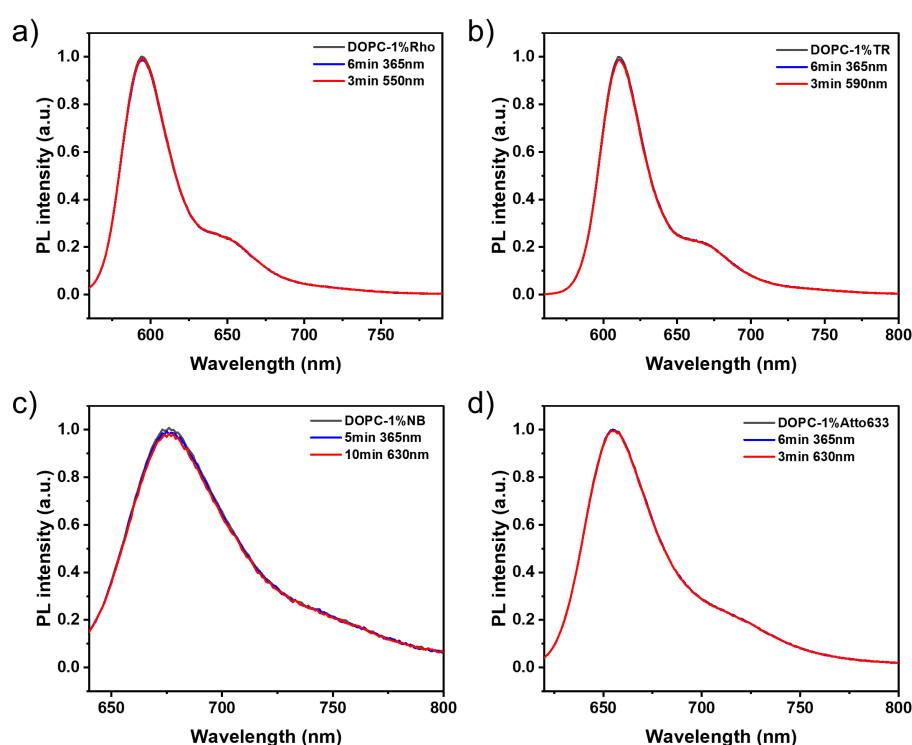 a)
DOPC-1%Rho
6min 365nm
3min 550nm
1.0
0.8
0.6
0.4
0.2
0.0
PL intensity (a.u.)
600 650 700 750
Wavelength (nm)
b)
DOPC-1%TR
6min 365nm
3min 590nm
1.0
0.8
0.6
0.4
0.2
0.0
PL intensity (a.u.)
600 650 700 750 800
Wavelength (nm)
c)
DOPC-1%NB
5min 365nm
10min 630nm
1.0
0.8
0.6
0.4
0.2
0.0
PL intensity (a.u.)
650 700 750 800
Wavelength (nm)
d)
DOPC-1%Atto633
6min 365nm
3min 630nm
1.0
0.8
0.6
0.4
0.2
0.0
PL intensity (a.u.)
650 700 750 800
Wavelength (nm)